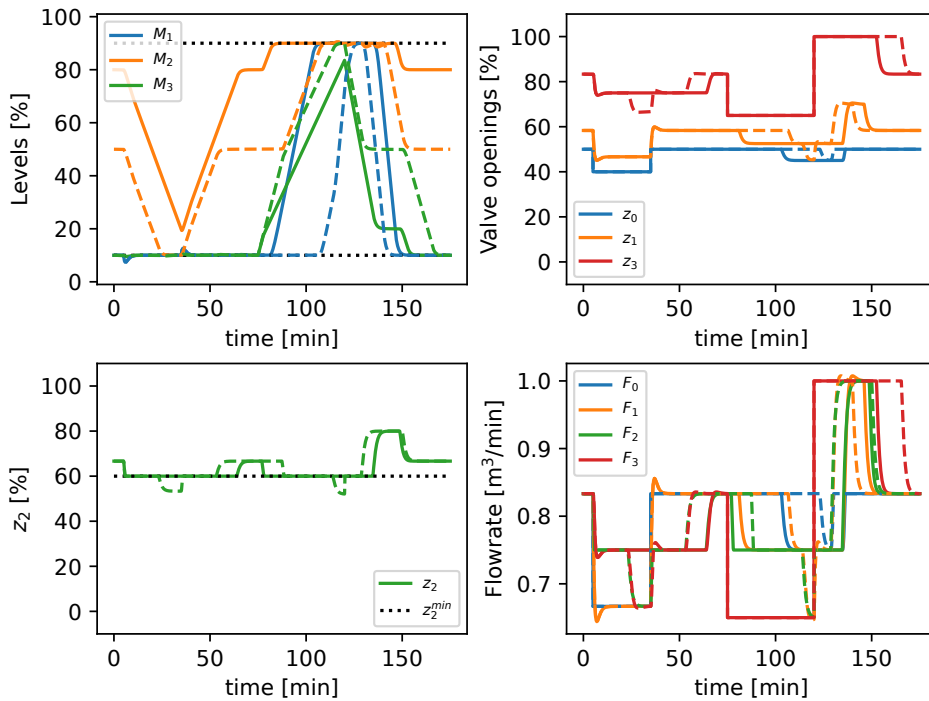 Levels [%]
100
80
60
40
20
0
M₁
M₂
M₃
0
50
100
150
time [min]
Valve openings [%]
100
80
60
40
20
0
z₀
z₁
z₃
0
50
100
150
time [min]
z₂ [%]
100
80
60
40
20
0
z₂
z₂ᵐⁱⁿ
0
50
100
150
time [min]
Flowrate [m³/min]
1.0
0.9
0.8
0.7
F₀
F₁
F₂
F₃
0
50
100
150
time [min]